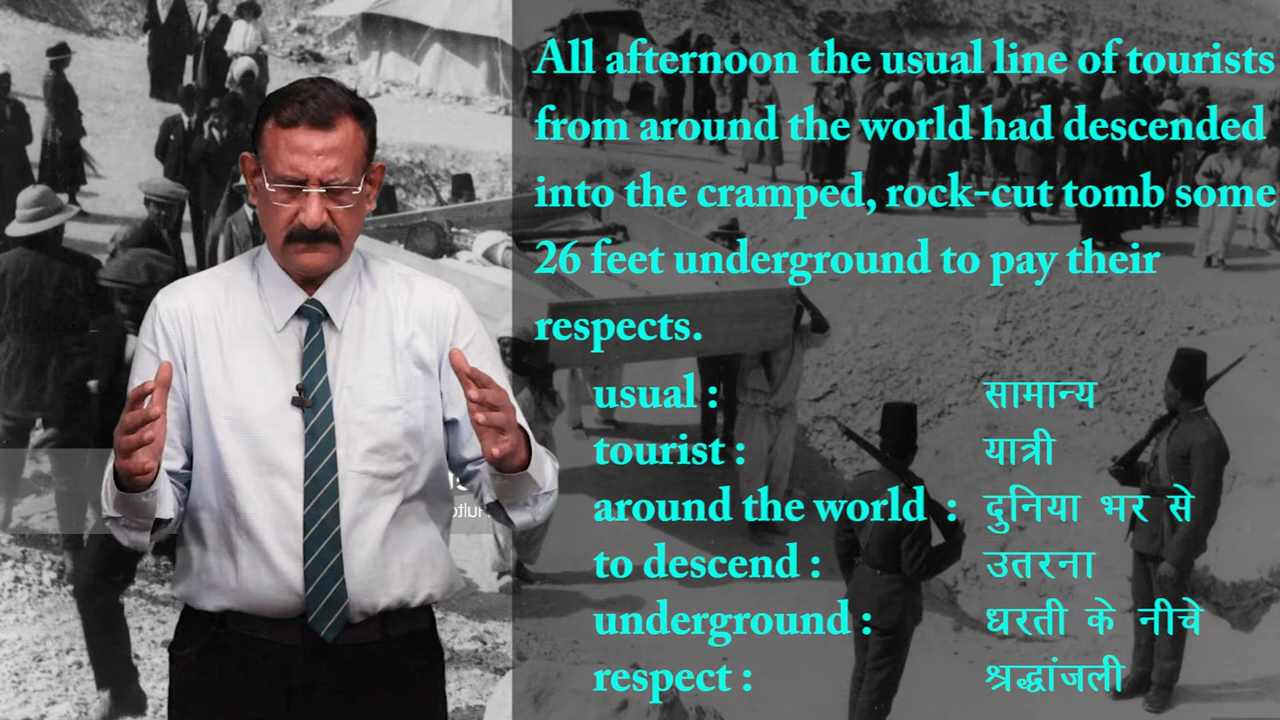 All afternoon the usual line of tourists
from around the world had descended
into the cramped, rock-cut tomb some
26 feet underground to pay their
respects.
usual : सामान्य
tourist : यात्री
around the world : दुनिया भर से
to descend : उतरना
underground : धरती के नीचे
respect : श्रद्धांजली